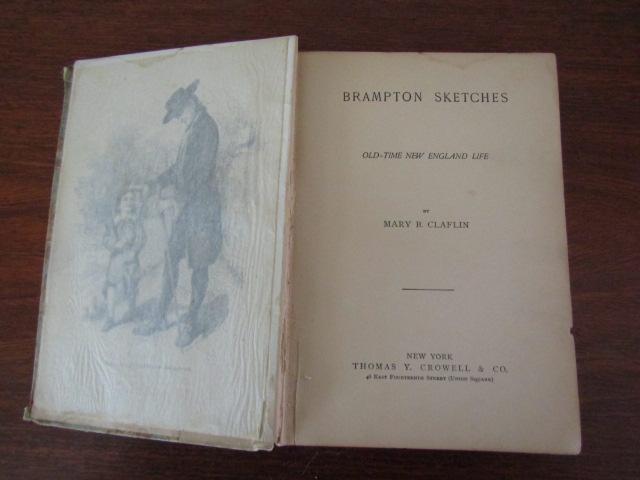 BRAMPTON SKETCHES
OLD-TIME NEW ENGLAND LIFE
BY
MARY B. CLAFLIN
NEW YORK
THOMAS Y. CROWELL & CO.
46 EAST FOURTEENTH STREET (UNION SQUARE)